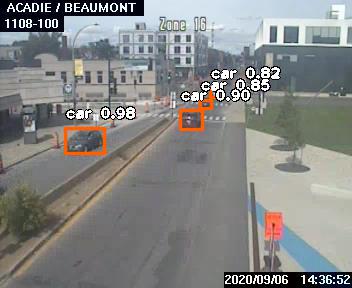 ACADIE / BEAUMONT
1108-100
Zone 16
car 0.82
car 0.85
car 0.90
car 0.98
2020/09/06 14:36:52